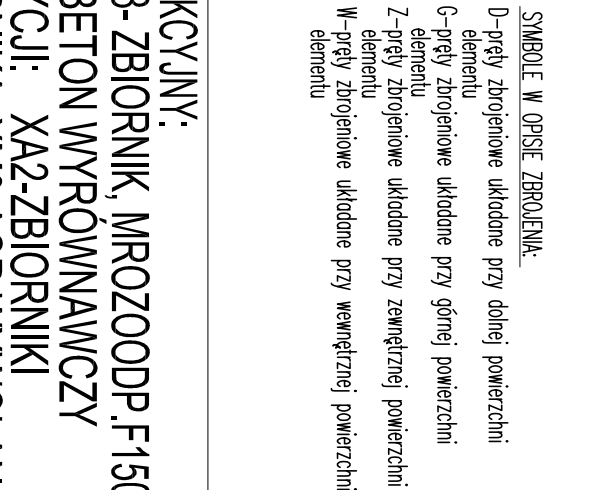 SYMBOLE W OPISIE ZBROJENIA:
D-pręty zbrojeniowe układane przy dolnej powierzchni
elementu
G-pręty zbrojeniowe układane przy górnej powierzchni
elementu
Z-pręty zbrojeniowe układane przy zewnętrznej powierzchni
elementu
W-pręty zbrojeniowe układane przy wewnętrznej powierzchni
elementu
KCYJNY:
- ZBIORNIK, MROZOODP.F150
BETON WYRÓWNAWCZY
YCJI: XA2-ZBIORNIKI